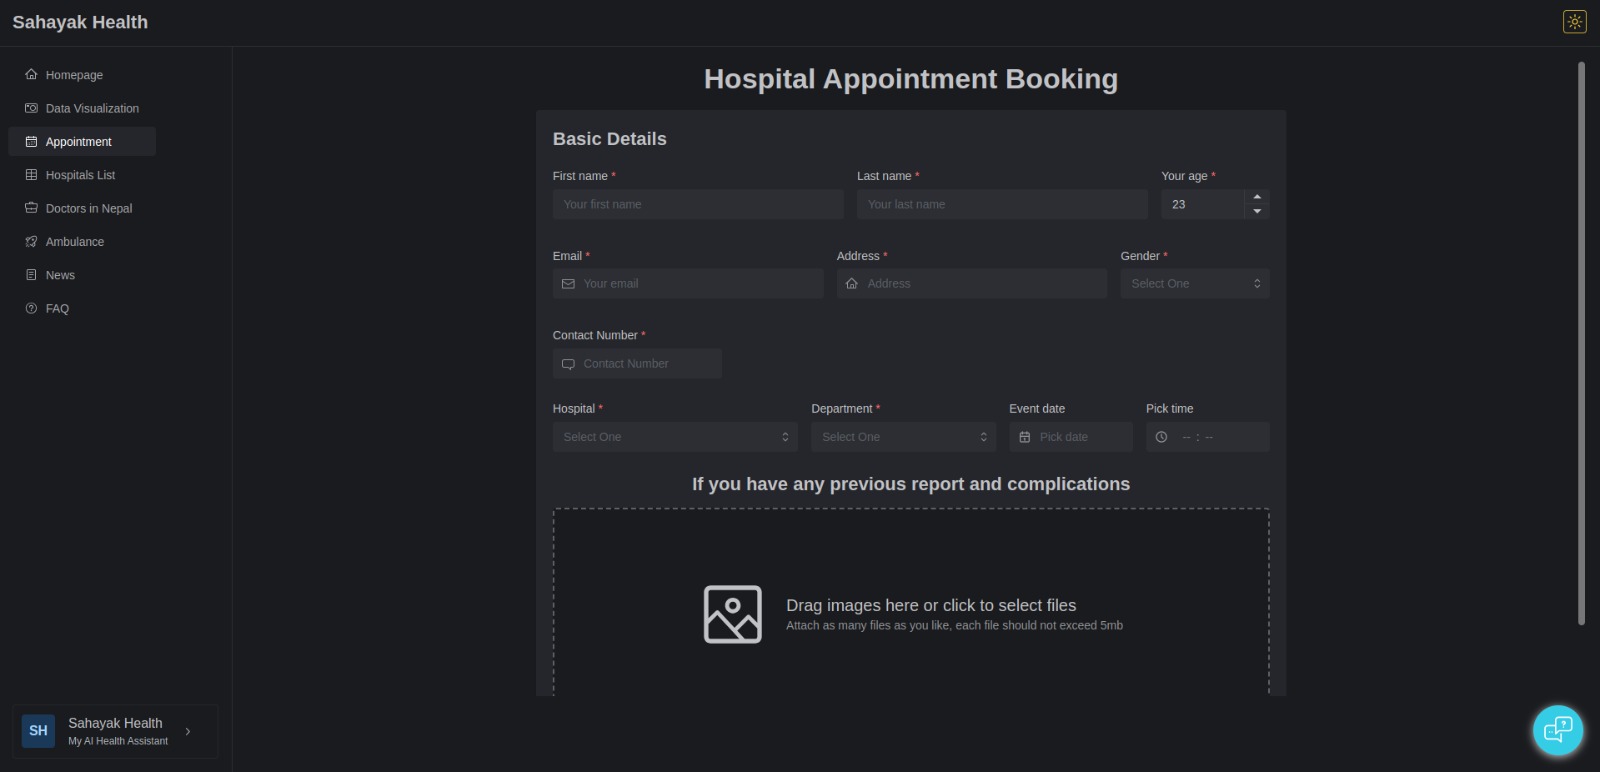 Sahayak Health
Homepage
Data Visualization
Appointment
Hospitals List
Doctors in Nepal
Ambulance
News
FAQ
SH
Sahayak Health
My AI Health Assistant
Hospital Appointment Booking
Basic Details
First name * Last name * Your age *
Your first name Your last name 23
Email * Address * Gender *
Your email Address Select One
Contact Number *
Contact Number
Hospital * Department * Event date Pick time
Select One Select One Pick date -- : --
If you have any previous report and complications
Drag images here or click to select files
Attach as many files as you like, each file should not exceed 5mb
?